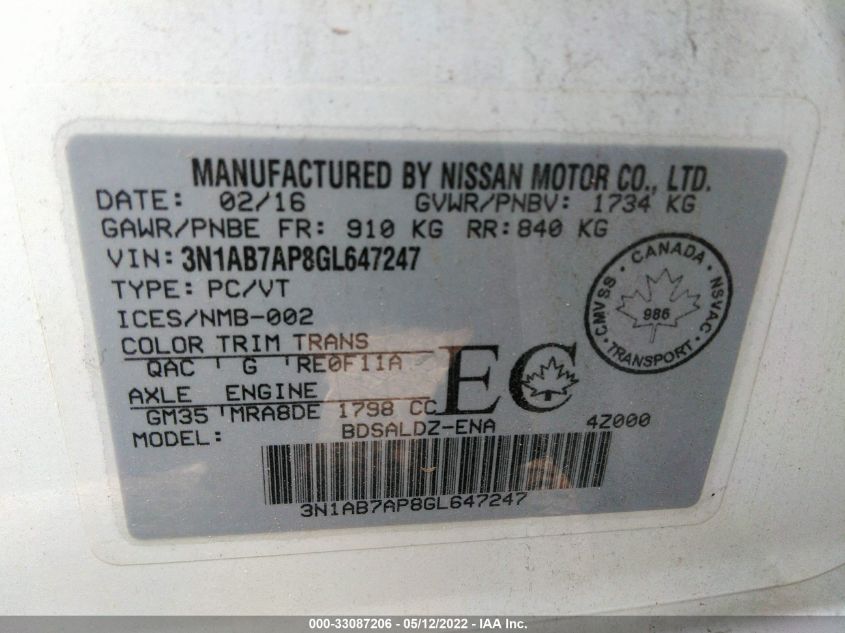 MANUFACTURED BY NISSAN MOTOR CO., LTD.
DATE: 02/16 GVWR/PNBV: 1734 KG
GAWR/PNBE FR: 910 KG RR: 840 KG
VIN: 3N1AB7AP8GL647247
TYPE: PC/VT
ICES/NMB-002
CANADA
CMVSS NSVAC
986
TRANSPORT
COLOR TRIM TRANS
QAC G RE0F11A
EC
AXLE ENGINE
GM35 MRA8DE 1798 CC
MODEL: BDSALDZ-ENA 4Z000
3N1AB7AP8GL647247
000-33087206 - 05/12/2022 - IAA Inc.